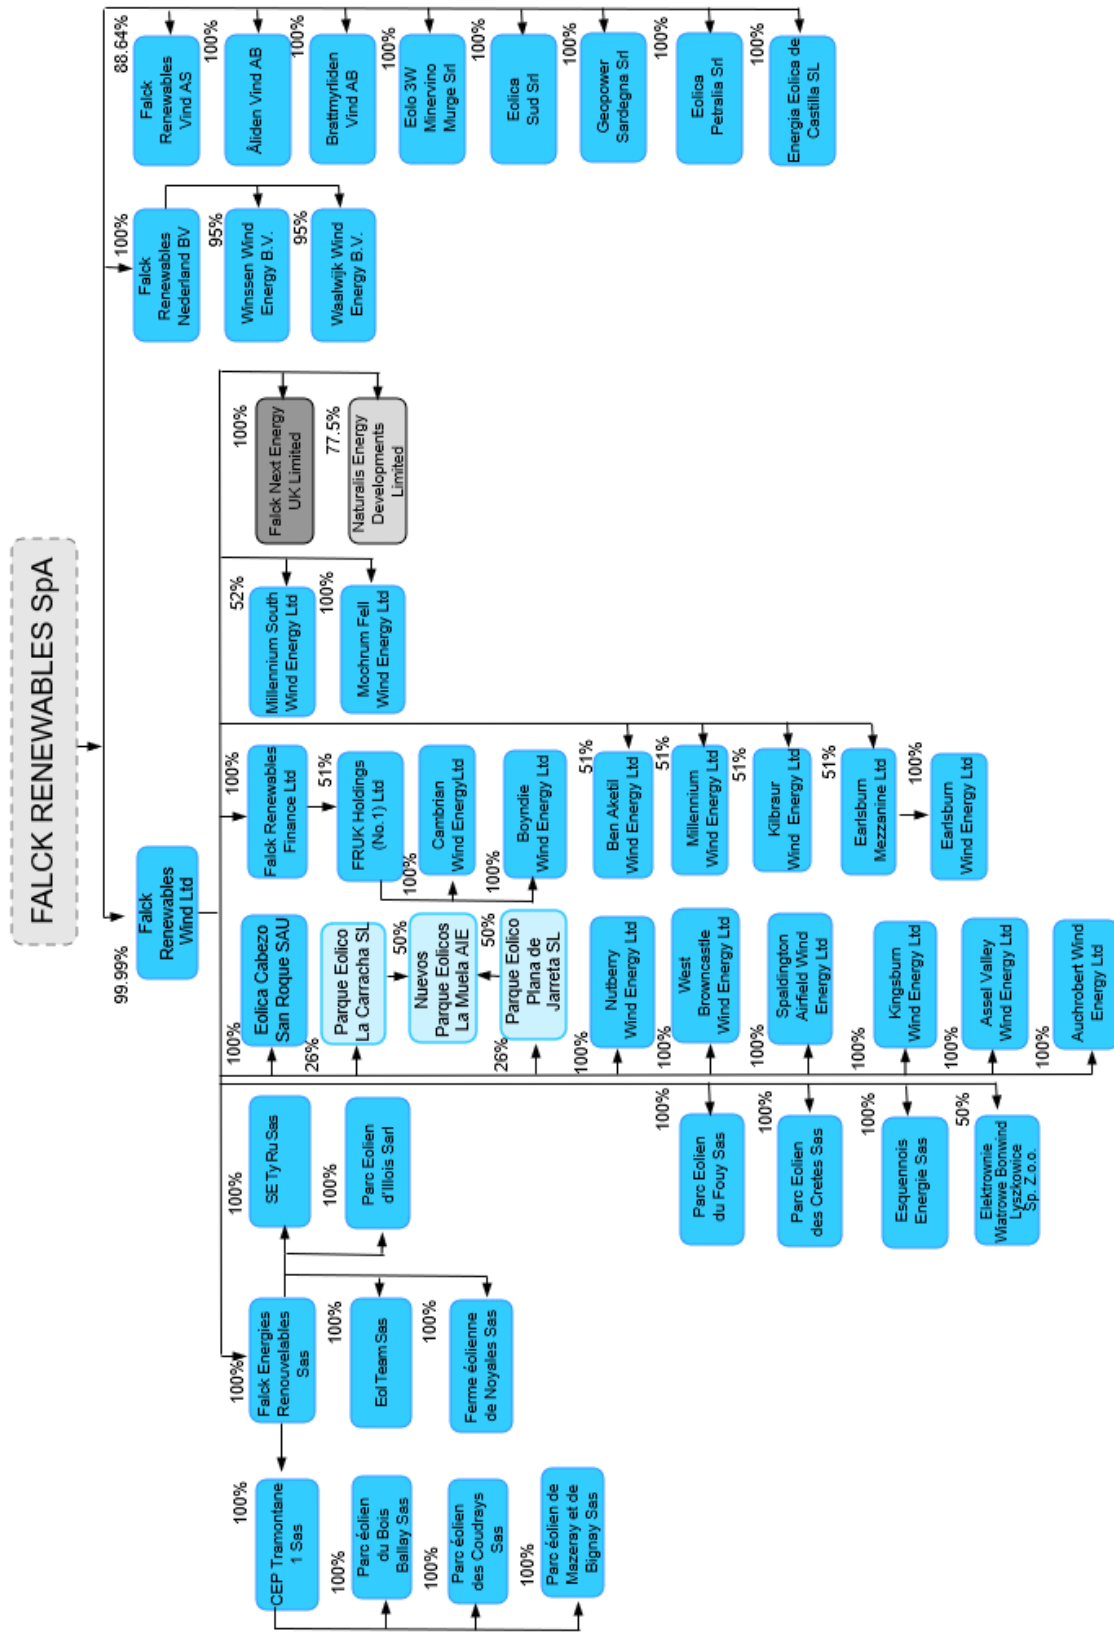 FALCK RENEWABLES SpA
99.99%
Falck
Renewables
Wind Ltd
100%
CEP Tramontane
1 Sas
100%
Parc éolien
du Bois
Ballay Sas
100%
Parc éolien
des Coudrays
Sas
100%
Parc éolien de
Mazeray et de
Bignay Sas
100%
Falck Energies
Renouvelables
Sas
100%
Eol Team Sas
100%
Ferme éolienne
de Noyales Sas
100%
SE Ty Ru Sas
100%
Parc Eolien
d'Illois Sarl
100%
Parc Eolien
du Fouy Sas
100%
Parc Eolien
des Cretes Sas
100%
Esquennois
Energie Sas
50%
Elektrownie
Wiatrowe Bonwind
Lyszkowice
Sp. Z.o.o.
100%
Eolica Cabezo
San Roque SAU
26%
Parque Eolico
La Carracha SL
50%
Nuevos
Parque Eolicos
La Muela AIE
50%
26%
Parque Eolico
Plana de
Jarreta SL
100%
Nutberry
Wind Energy Ltd
100%
West
Browncastle
Wind Energy Ltd
100%
Spaldington
Airfield Wind
Energy Ltd
100%
Kingsburn
Wind Energy Ltd
100%
Assel Valley
Wind Energy Ltd
100%
Auchrobert Wind
Energy Ltd
100%
Falck Renewables
Finance Ltd
51%
FRUK Holdings
(No.1) Ltd
100%
Cambrian
Wind EnergyLtd
100%
Boyndie
Wind Energy Ltd
51%
Ben Aketil
Wind Energy Ltd
51%
Millennium
Wind Energy Ltd
51%
Kilbraur
Wind Energy Ltd
51%
Earlsburn
Mezzanine Ltd
100%
Earlsburn
Wind Energy Ltd
52%
Millennium South
Wind Energy Ltd
100%
Mochrum Fell
Wind Energy Ltd
100%
Falck Next Energy
UK Limited
77.5%
Naturalis Energy
Developments
Limited
100%
Falck
Renewables
Nederland BV
95%
Winssen Wind
Energy B.V.
95%
Waalwijk Wind
Energy B.V.
88.64%
Falck
Renewables
Vind AS
100%
Åliden Vind AB
100%
Brattmyrliden
Vind AB
100%
Eolo 3W
Minervino
Murge Srl
100%
Eolica
Sud Srl
100%
Geopower
Sardegna Srl
100%
Eolica
Petralia Srl
100%
Energia Eolica de
Castilla SL